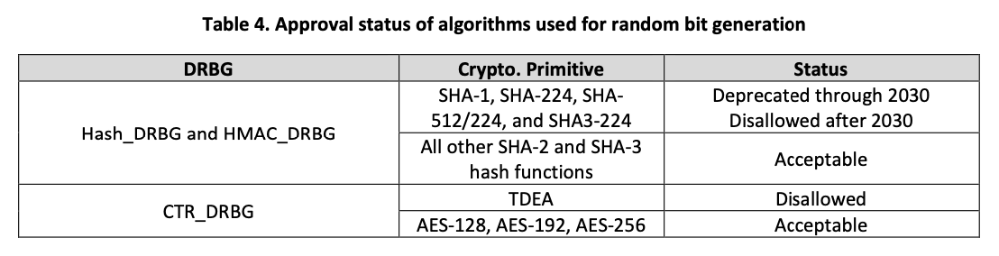 Table 4. Approval status of algorithms used for random bit generation
DRBG
Crypto. Primitive
Status
Hash_DRBG and HMAC_DRBG
SHA-1, SHA-224, SHA-
512/224, and SHA3-224
Deprecated through 2030
Disallowed after 2030
All other SHA-2 and SHA-3
hash functions
Acceptable
CTR_DRBG
TDEA
Disallowed
AES-128, AES-192, AES-256
Acceptable